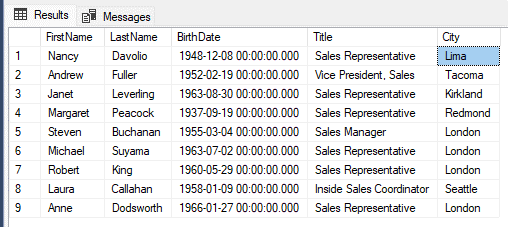 Results Messages
FirstName LastName BirthDate Title City
1 Nancy Davolio 1948-12-08 00:00:00.000 Sales Representative Lima
2 Andrew Fuller 1952-02-19 00:00:00.000 Vice President, Sales Tacoma
3 Janet Leverling 1963-08-30 00:00:00.000 Sales Representative Kirkland
4 Margaret Peacock 1937-09-19 00:00:00.000 Sales Representative Redmond
5 Steven Buchanan 1955-03-04 00:00:00.000 Sales Manager London
6 Michael Suyama 1963-07-02 00:00:00.000 Sales Representative London
7 Robert King 1960-05-29 00:00:00.000 Sales Representative London
8 Laura Callahan 1958-01-09 00:00:00.000 Inside Sales Coordinator Seattle
9 Anne Dodsworth 1966-01-27 00:00:00.000 Sales Representative London